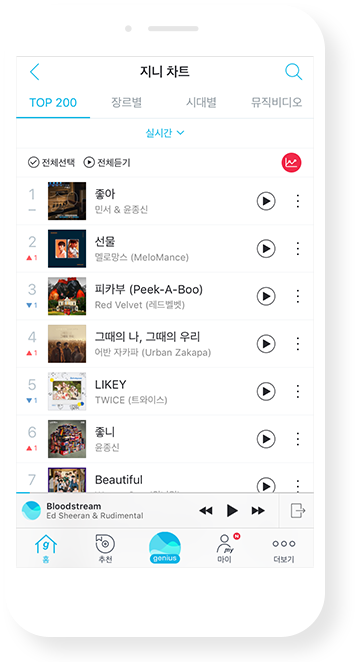 지니 차트
TOP 200 장르별 시대별 뮤직비디오
실시간
전체선택 전체듣기
1 좋아
민서 & 윤종신
2 선물
1 멜로망스 (MeloMance)
3 피카부 (Peek-A-Boo)
1 Red Velvet (레드벨벳)
4 그때의 나, 그때의 우리
1 어반 자카파 (Urban Zakapa)
5 LIKEY
1 TWICE (트와이스)
6 좋니
1 윤종신
7 Beautiful
Bloodstream
Ed Sheeran & Rudimental
g my N
홈 추천 genius 마이 더보기